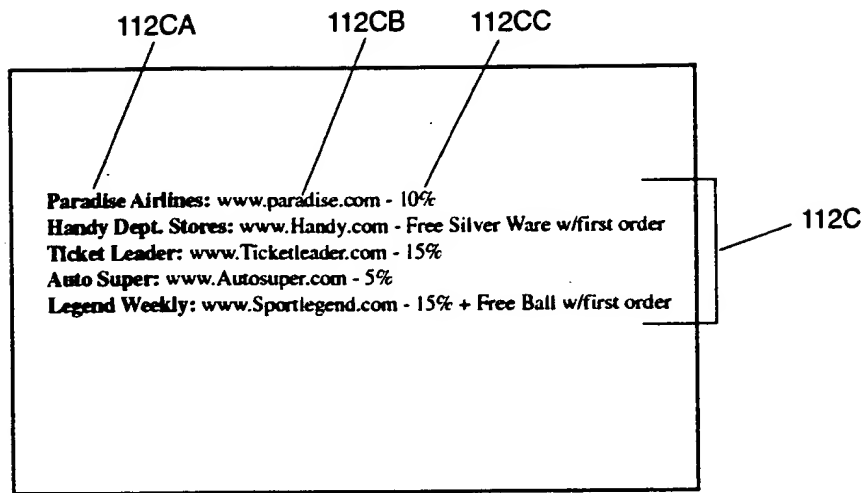 112CA 112CB 112CC
Paradise Airlines: www.paradise.com - 10%
Handy Dept. Stores: www.Handy.com - Free Silver Ware w/first order
112C
Ticket Leader: www.Ticketleader.com - 15%
Auto Super: www.Autosuper.com - 5%
Legend Weekly: www.Sportlegend.com - 15% + Free Ball w/first order